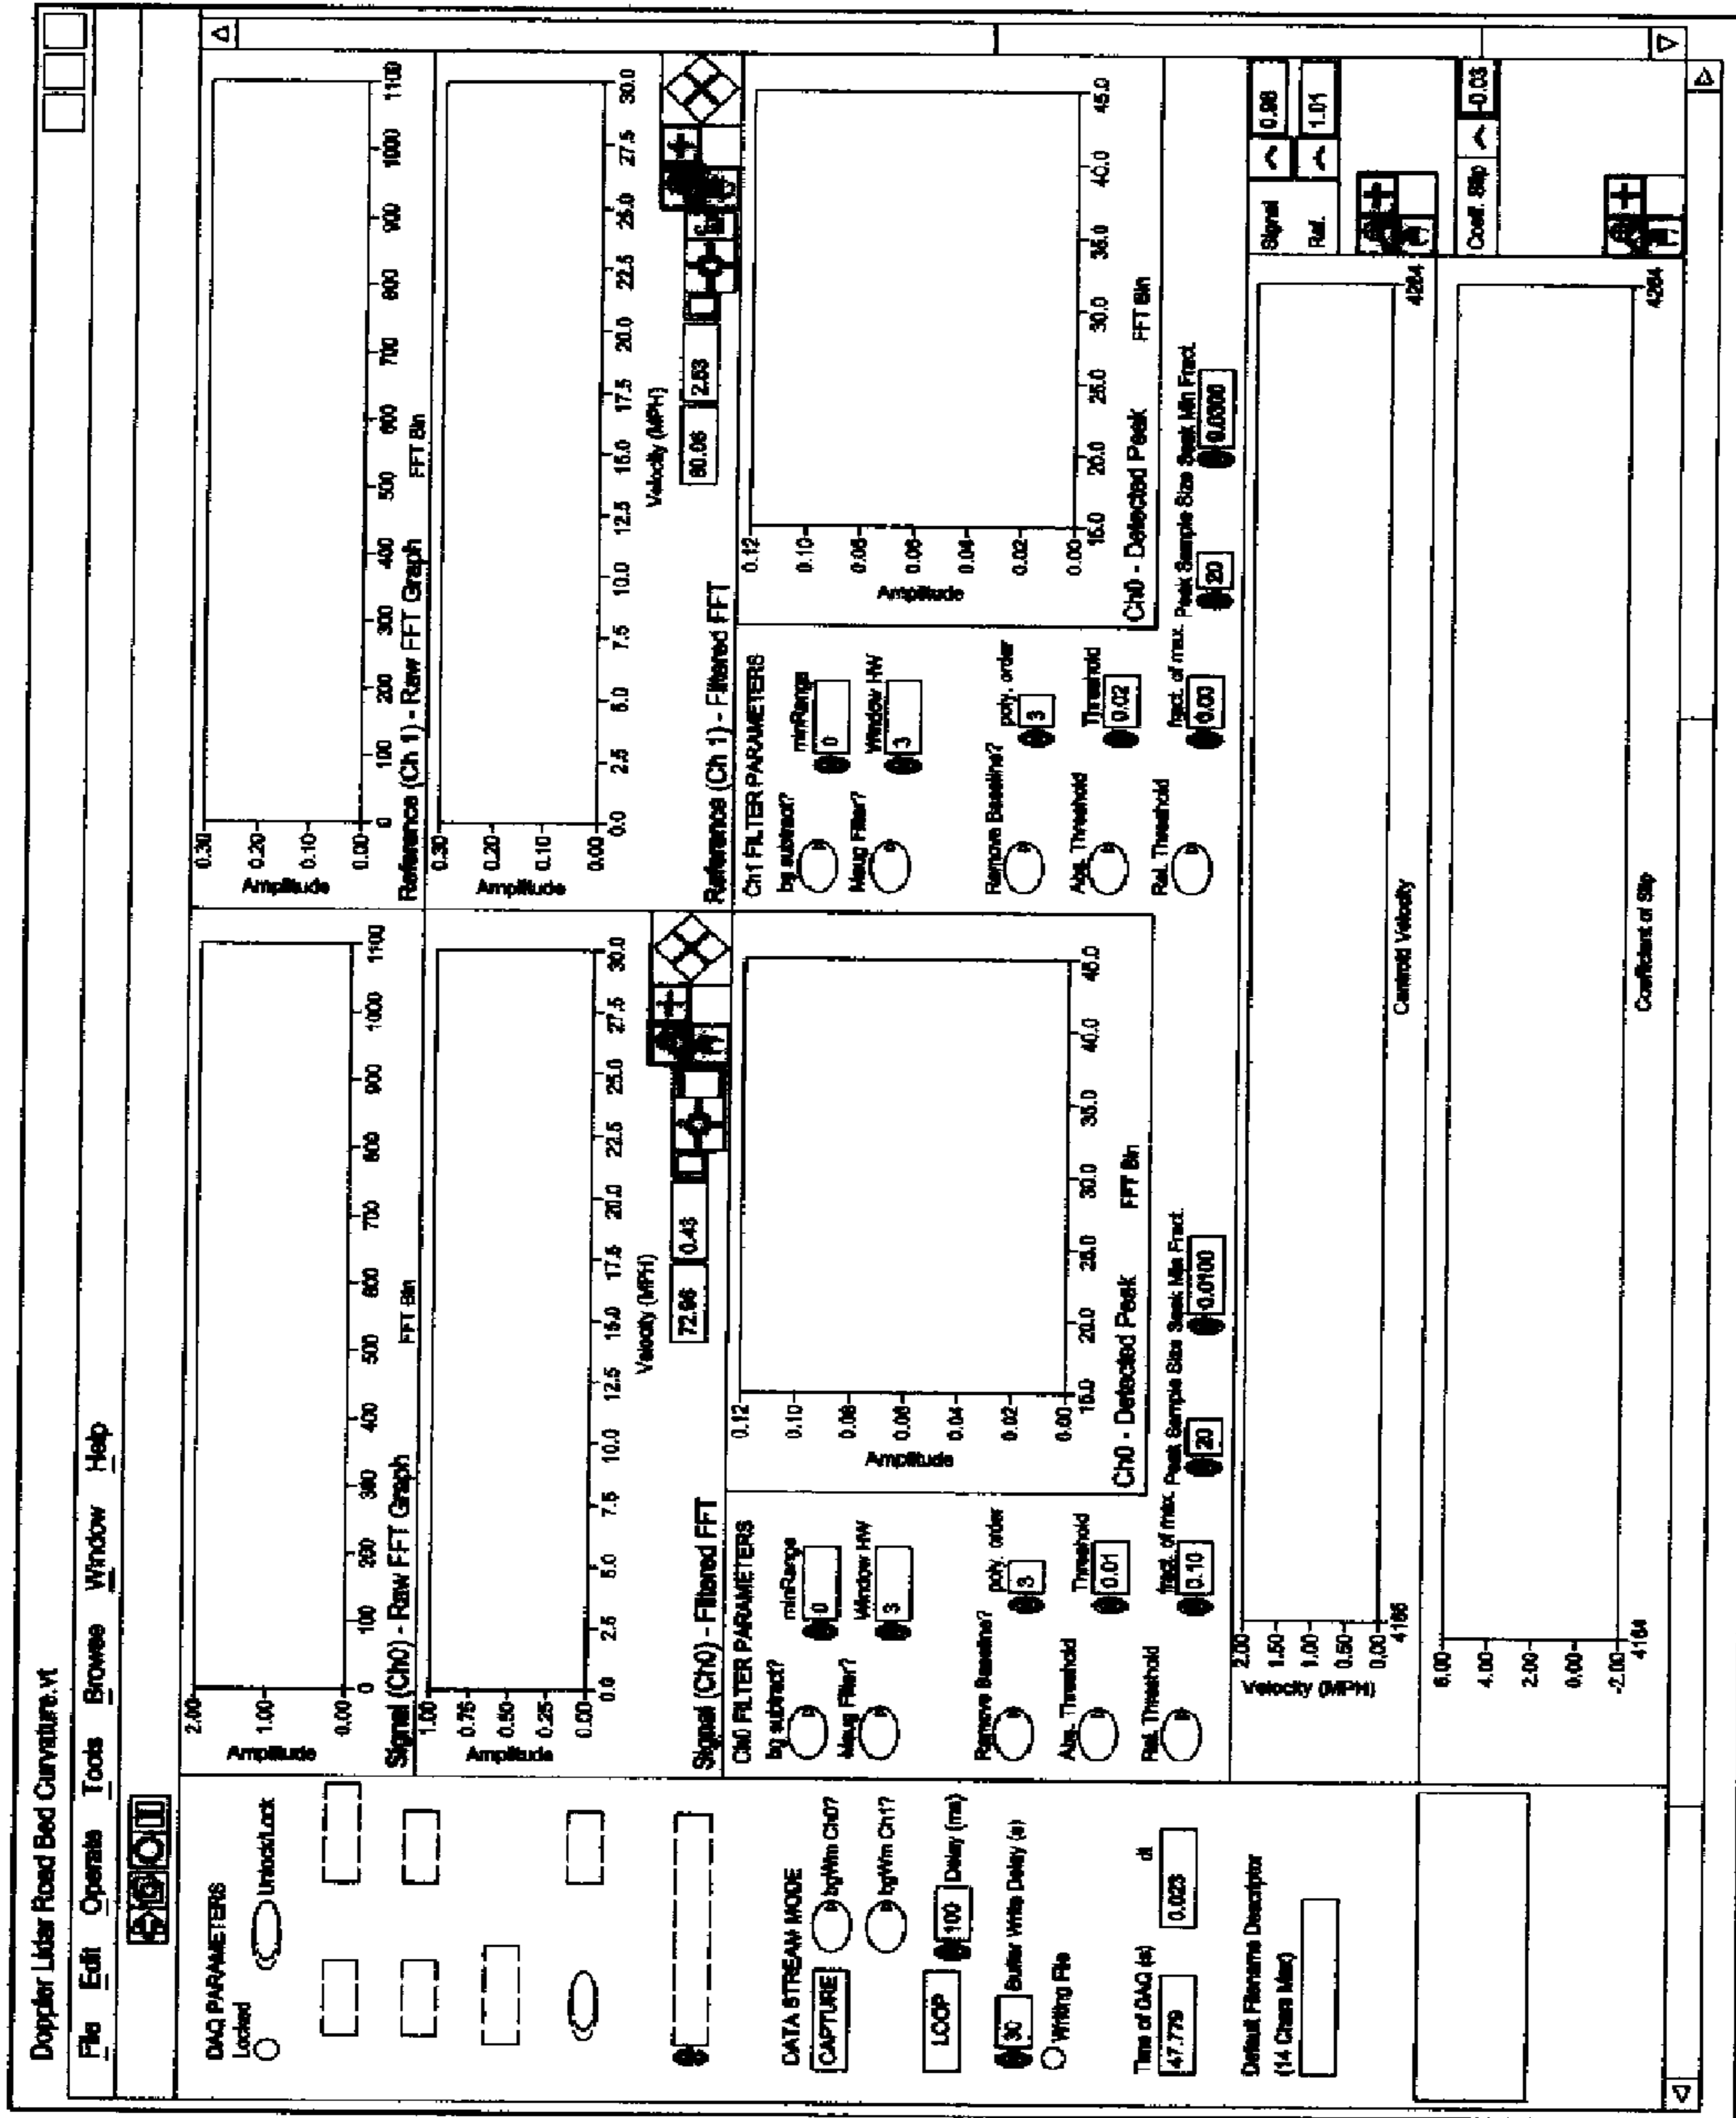 Doppler Lidar Road Bed Curvature.vt
File Edit Operate Tools Browse Window Help
DAQ PARAMETERS
Locked
Unlock/Lock
DATA STREAM MODE
CAPTURE
bgWrn Ch0?
bgWrn Ch1?
LOOP
100
Delay (ms)
30
Buffer Write Delay (s)
Writing File
Time of DAQ (s)
dt
47.779
0.023
Default Filename Descriptor
(14 Chars Max)
2.00
1.00
0.00
Amplitude
0 100 200 300 400 500 600 700 800 900 1000 1100
Signal (Ch0) - Raw FFT Graph
FFT Bin
1.00
0.75
0.50
0.25
0.00
Amplitude
0.0 2.5 5.0 7.5 10.0 12.5 15.0 17.5 20.0 22.5 25.0 27.5 30.0
Velocity (MPH)
Signal (Ch0) - Filtered FFT
72.96
0.43
0.30
0.20
0.10
0.00
Amplitude
0 100 200 300 400 500 600 700 800 900 1000 1100
Reference (Ch 1) - Raw FFT Graph
FFT Bin
0.30
0.20
0.10
0.00
Amplitude
0.0 2.5 5.0 7.5 10.0 12.5 15.0 17.5 20.0 22.5 25.0 27.5 30.0
Velocity (MPH)
Reference (Ch 1) - Filtered FFT
80.06
2.53
Ch0 FILTER PARAMETERS
bg subtract?
minRange
0
Maug Filter?
Window HW
3
Remove Baseline?
poly. order
3
Abs. Threshold
Threshold
0.01
Rel. Threshold
fract. of max.
0.10
Peak Sample Size
20
Seek Min Fract.
0.0100
0.12
0.10
0.08
0.06
0.04
0.02
0.00
Amplitude
15.0 20.0 25.0 30.0 35.0 40.0 45.0
Ch0 - Detected Peak
FFT Bin
Ch1 FILTER PARAMETERS
bg subtract?
minRange
0
Maug Filter?
Window HW
3
Remove Baseline?
poly. order
3
Abs. Threshold
Threshold
0.02
Rel. Threshold
fract. of max.
0.00
Peak Sample Size
20
Seek Min Fract.
0.0300
0.12
0.10
0.08
0.06
0.04
0.02
0.00
Amplitude
15.0 20.0 25.0 30.0 35.0 40.0 45.0
Ch0 - Detected Peak
FFT Bin
2.00
1.50
1.00
0.50
0.00
Velocity (MPH)
4165
4264
Centroid Velocity
Signal
0.98
Ref.
1.01
6.00
4.00
2.00
0.00
-2.00
4164
4264
Coefficient of Slip
Coeff. Slip
-0.03